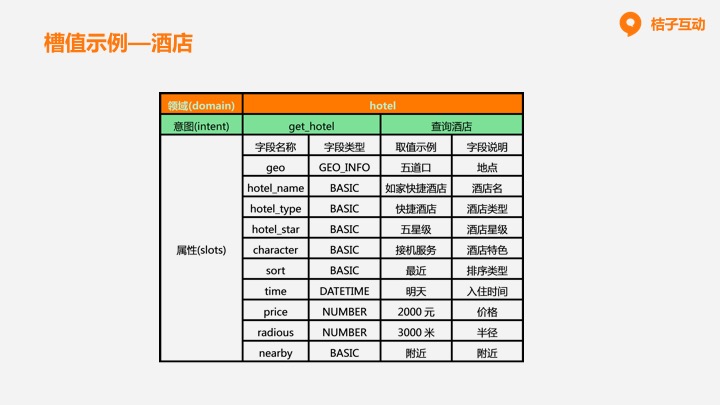 桔子互动
槽值示例—酒店
领域(domain) hotel
意图(intent) get_hotel 查询酒店
属性(slots)
字段名称 字段类型 取值示例 字段说明
geo GEO_INFO 五道口 地点
hotel_name BASIC 如家快捷酒店 酒店名
hotel_type BASIC 快捷酒店 酒店类型
hotel_star BASIC 五星级 酒店星级
character BASIC 接机服务 酒店特色
sort BASIC 最近 排序类型
time DATETIME 明天 入住时间
price NUMBER 2000 元 价格
radious NUMBER 3000 米 半径
nearby BASIC 附近 附近